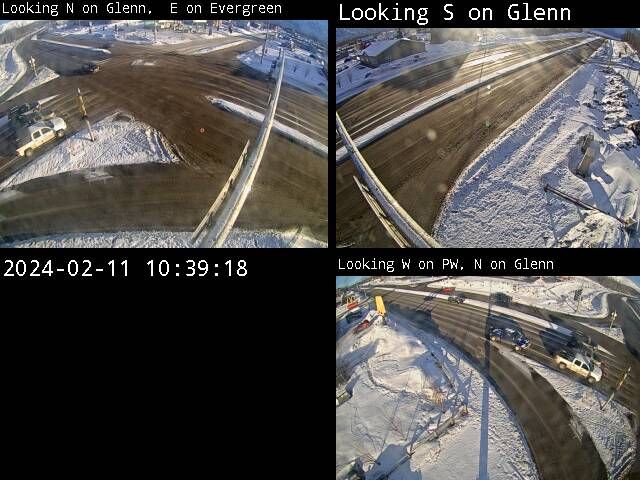 Looking N on Glenn,  E on Evergreen
Looking S on Glenn
2024-02-11 10:39:18
Looking W on PW, N on Glenn